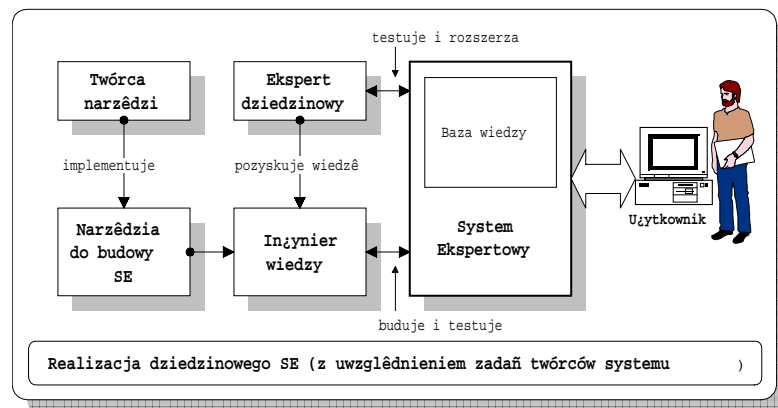 testuje i rozszerza
Twórca
narzêdzi
Ekspert
dziedzinowy
Baza wiedzy
implementuje
pozyskuje wiedzê
Narzêdzia
do budowy
SE
In¿ynier
wiedzy
System
Ekspertowy
U¿ytkownik
buduje i testuje
Realizacja dziedzinowego SE (z uwzglêdnieniem zadañ twórców systemu )